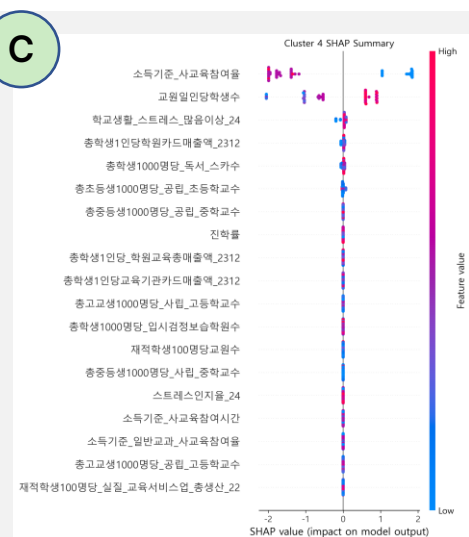 C
Cluster 4 SHAP Summary
High
소득기준_사교육참여율
교원일인당학생수
학교생활_스트레스_많음이상_24
총학생1인당학원카드매출액_2312
총학생1000명당_독서_스카수
총초등생1000명당_공립_초등학교수
총중등생1000명당_공립_중학교수
진학률
총학생1인당_학원교육총매출액_2312
총학생1인당교육기관카드매출액_2312
총고교생1000명당_사립_고등학교수
총학생1000명당_입시검정보습학원수
재적학생100명당교원수
총중등생1000명당_사립_중학교수
스트레스인지율_24
소득기준_사교육참여시간
소득기준_일반교과_사교육참여율
총고교생1000명당_공립_고등학교수
재적학생100명당_실질_교육서비스업_총생산_22
Feature value
Low
-2 -1 0 1 2
SHAP value (impact on model output)